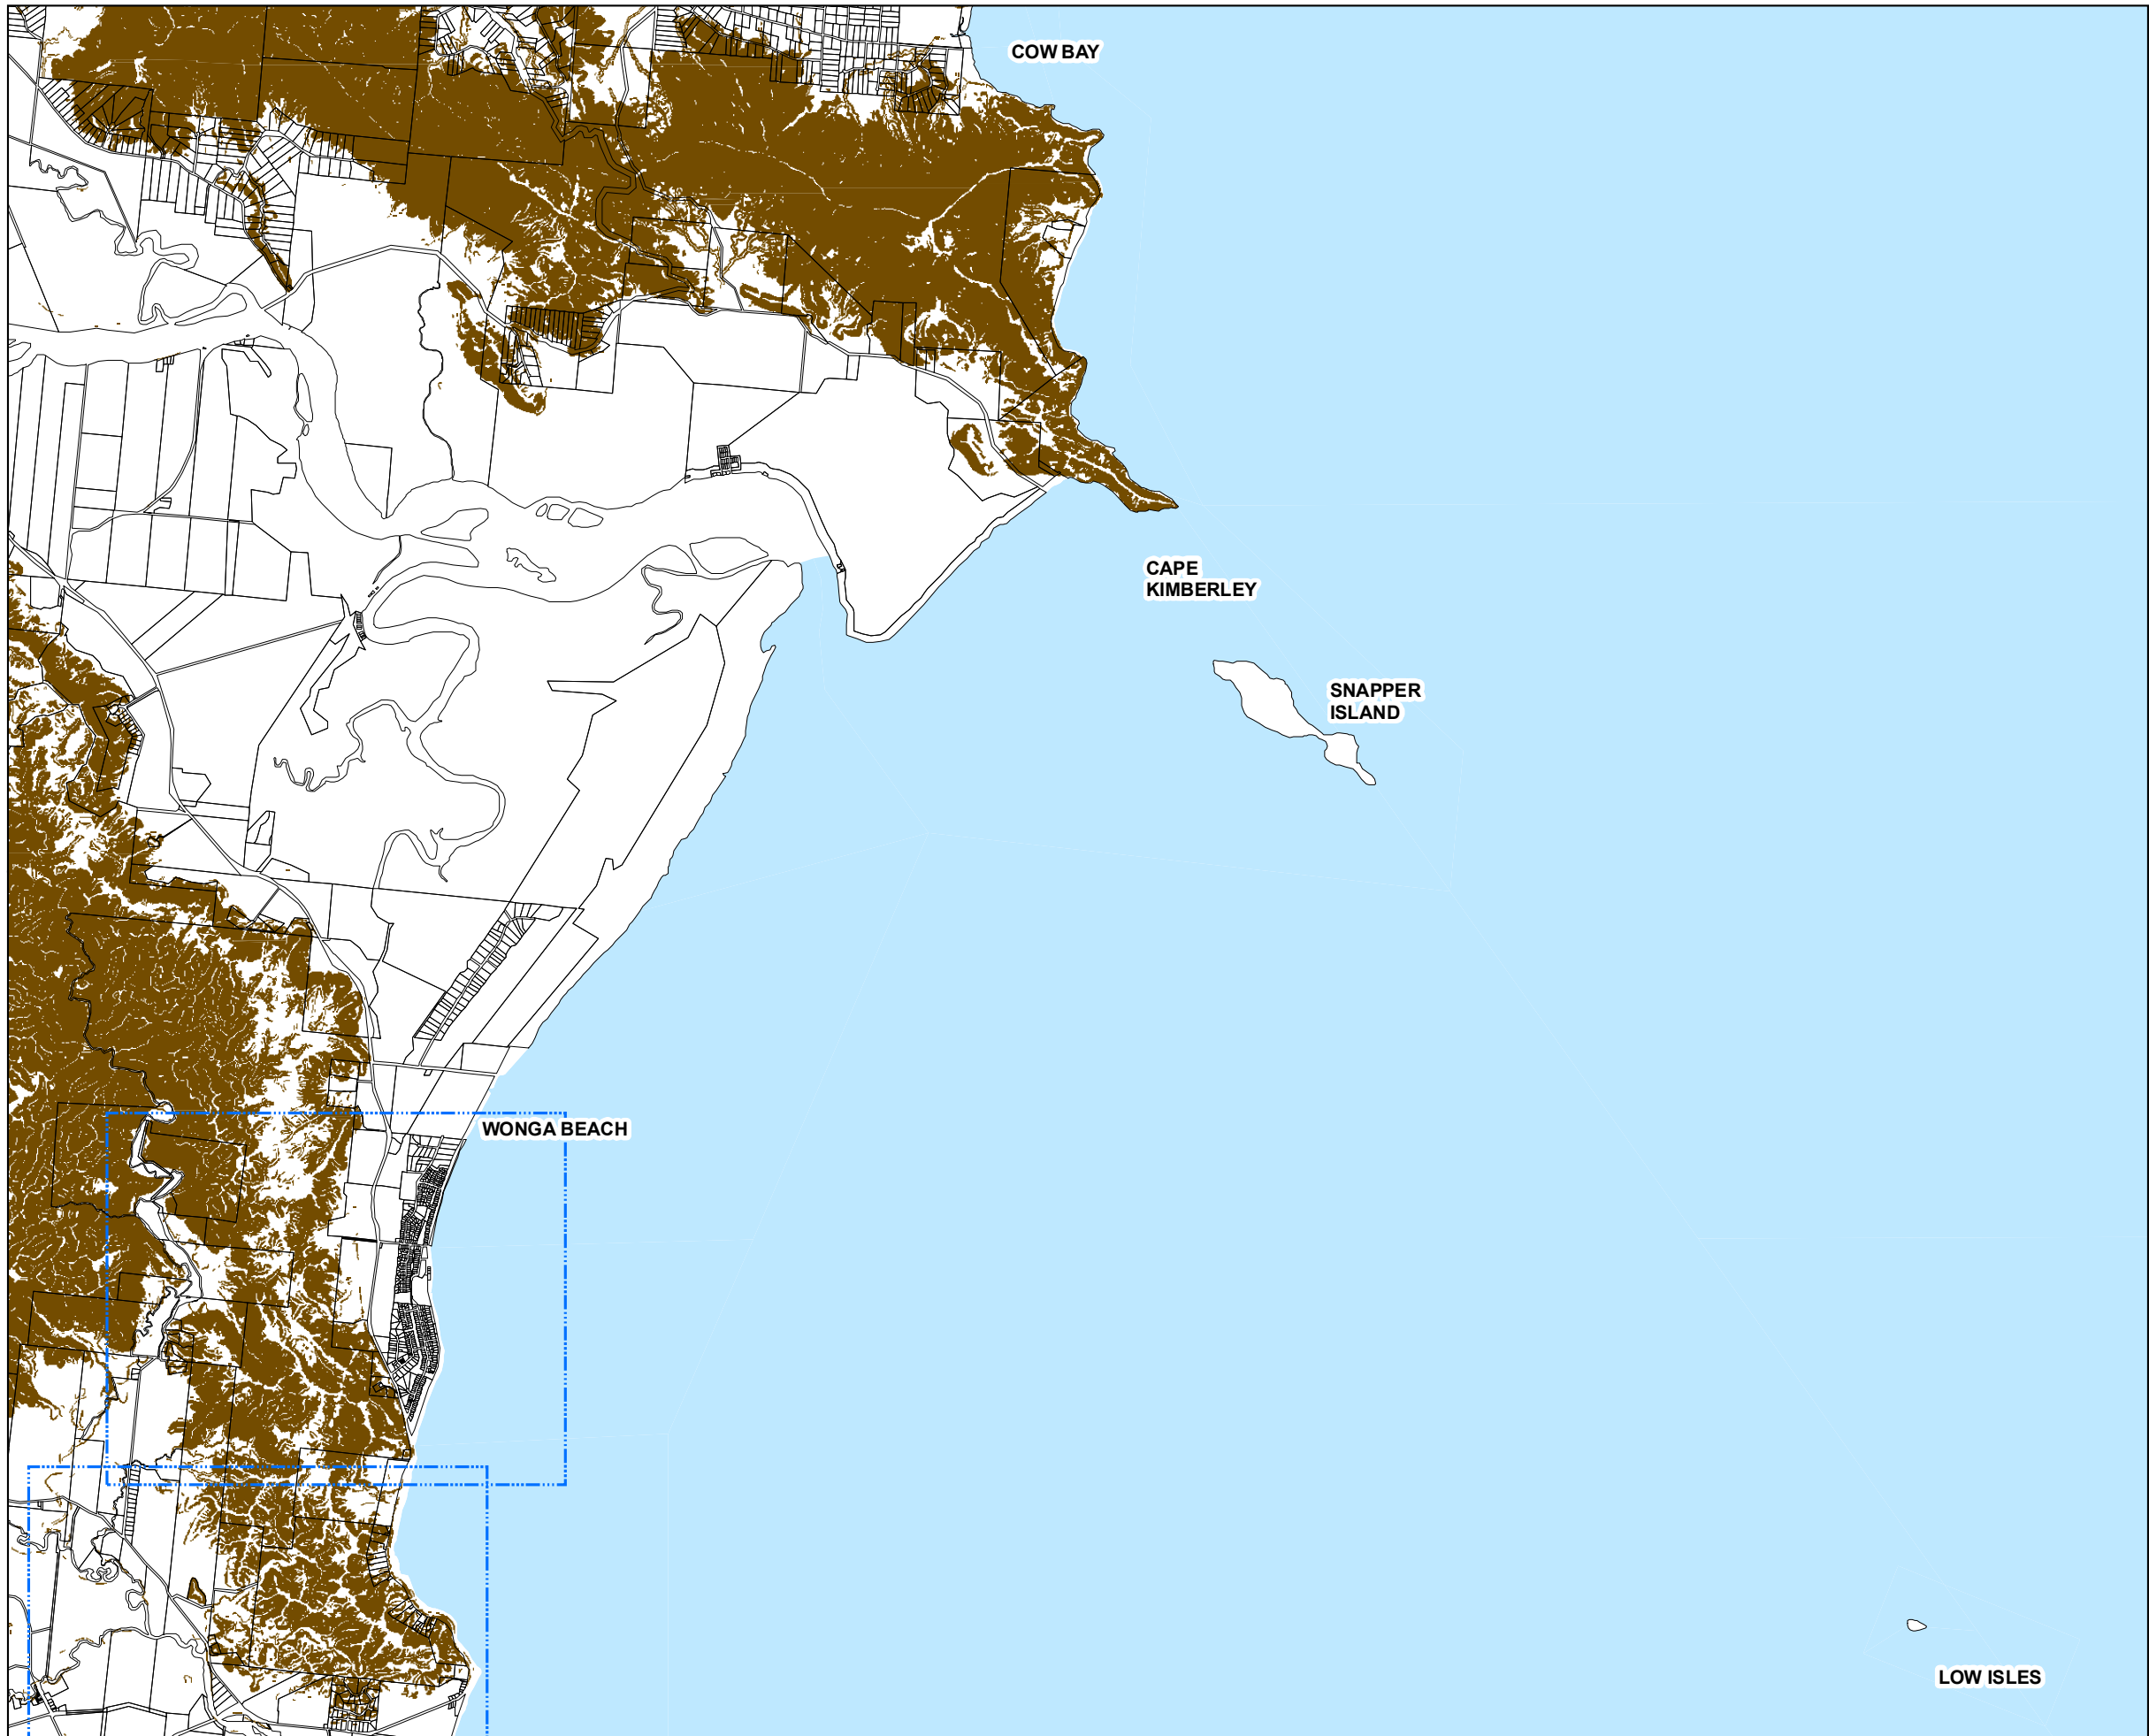 COW BAY
CAPE
KIMBERLEY
SNAPPER
ISLAND
WONGA BEACH
LOW ISLES